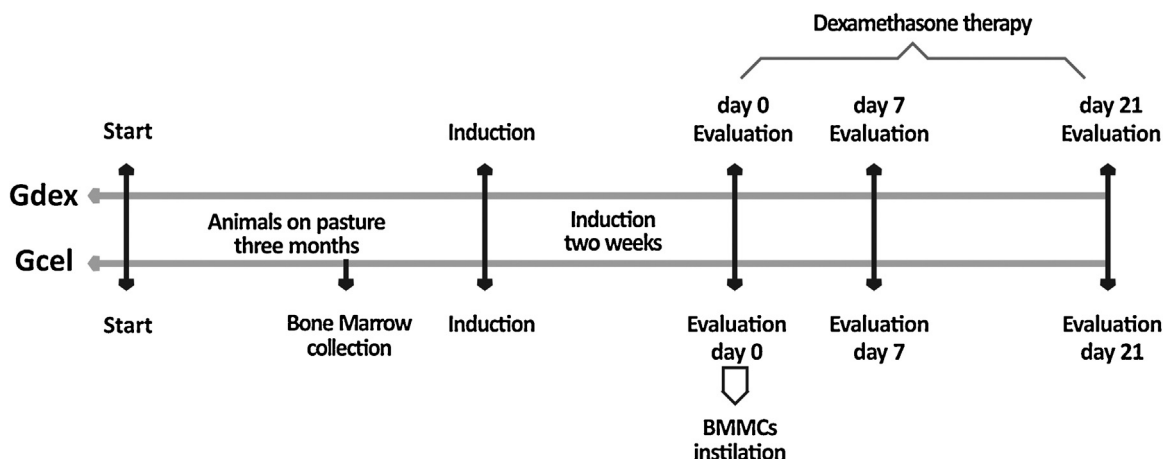 Dexamethasone therapy
Start
Induction
day 0
Evaluation
day 7
Evaluation
day 21
Evaluation
Gdex
Animals on pasture
three months
Induction
two weeks
Gcel
Start
Bone Marrow
collection
Induction
Evaluation
day 0
Evaluation
day 7
Evaluation
day 21
BMMCs
instilation